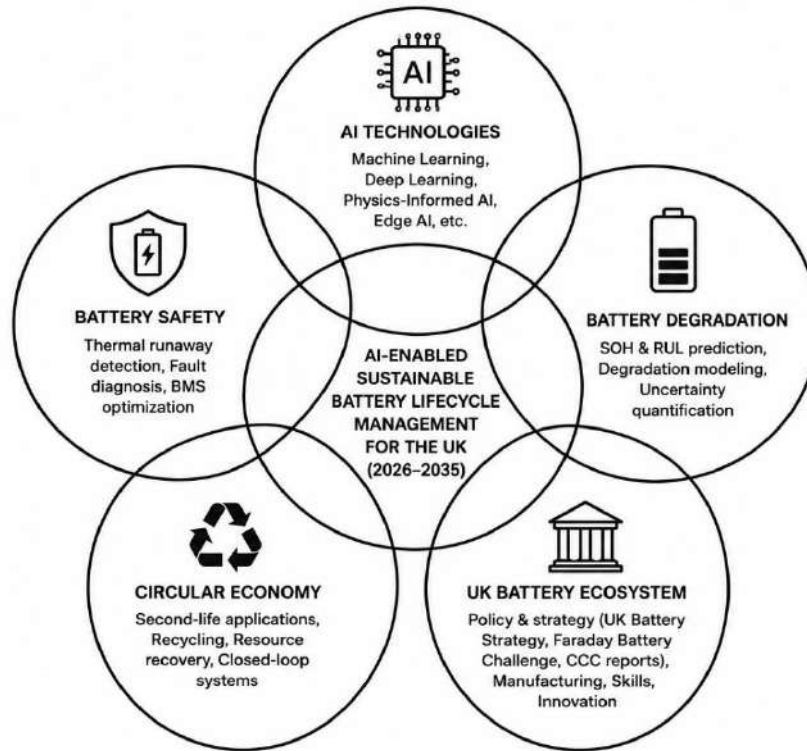 AI
AI TECHNOLOGIES
Machine Learning,
Deep Learning,
Physics-Informed AI,
Edge AI, etc.
BATTERY SAFETY
Thermal runaway
detection, Fault
diagnosis, BMS
optimization
BATTERY DEGRADATION
SOH & RUL prediction,
Degradation modeling,
Uncertainty
quantification
AI-ENABLED
SUSTAINABLE
BATTERY LIFECYCLE
MANAGEMENT
FOR THE UK
(2026–2035)
CIRCULAR ECONOMY
Second-life applications,
Recycling, Resource
recovery, Closed-loop
systems
UK BATTERY ECOSYSTEM
Policy & strategy (UK Battery
Strategy, Faraday Battery
Challenge, CCC reports),
Manufacturing, Skills,
Innovation